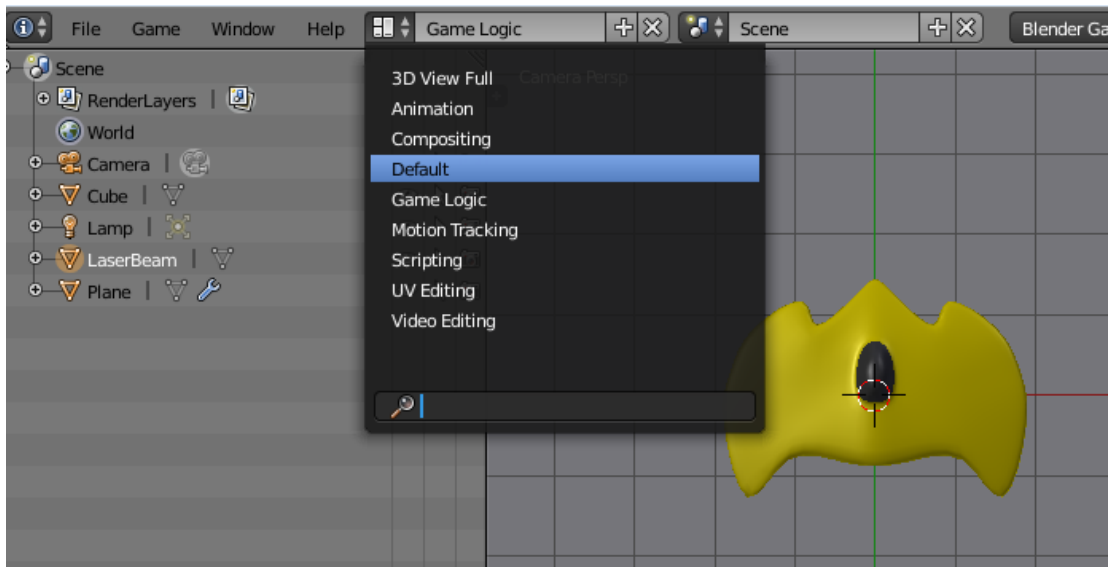 File Game Window Help Game Logic Scene Blender Ga
Scene
RenderLayers
World
Camera
Cube
Lamp
LaserBeam
Plane
3D View Full
Animation
Compositing
Default
Game Logic
Motion Tracking
Scripting
UV Editing
Video Editing
Camera Persp